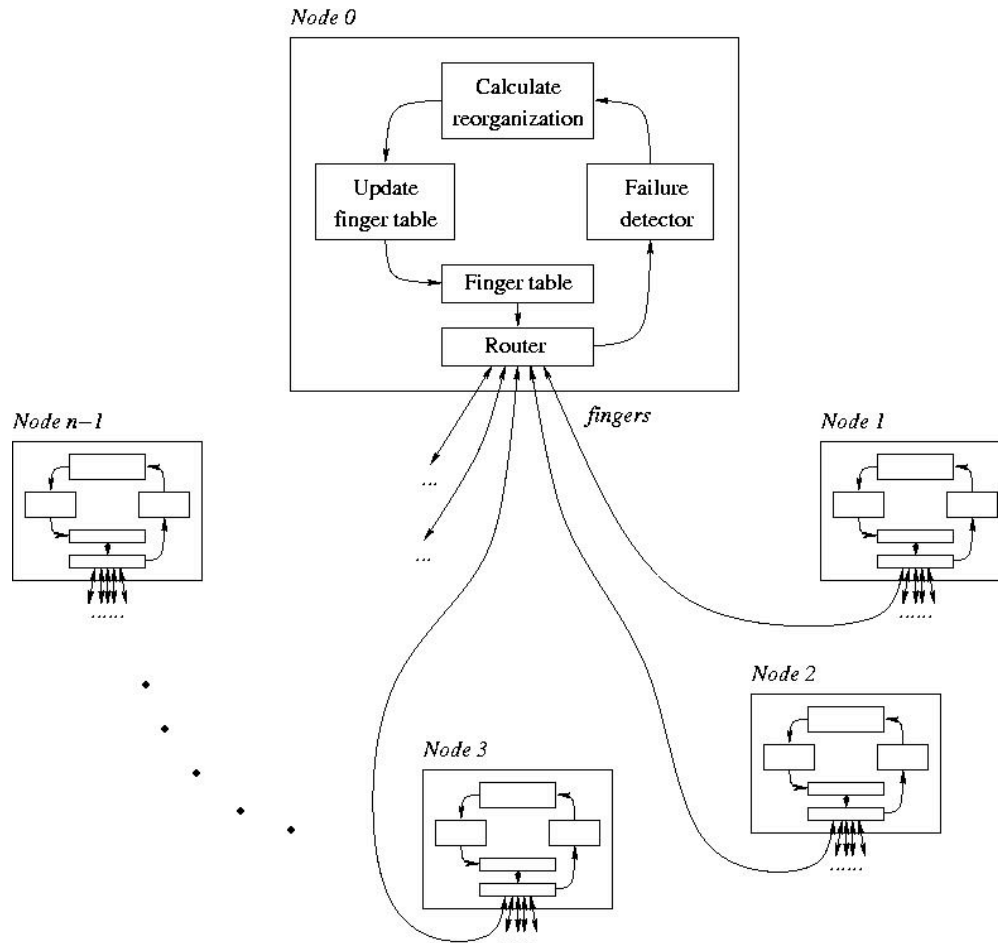 Node 0
Calculate
reorganization
Update
finger table
Failure
detector
Finger table
Router
fingers
Node n−1
Node 1
...
...
......
......
Node 2
Node 3
......
......